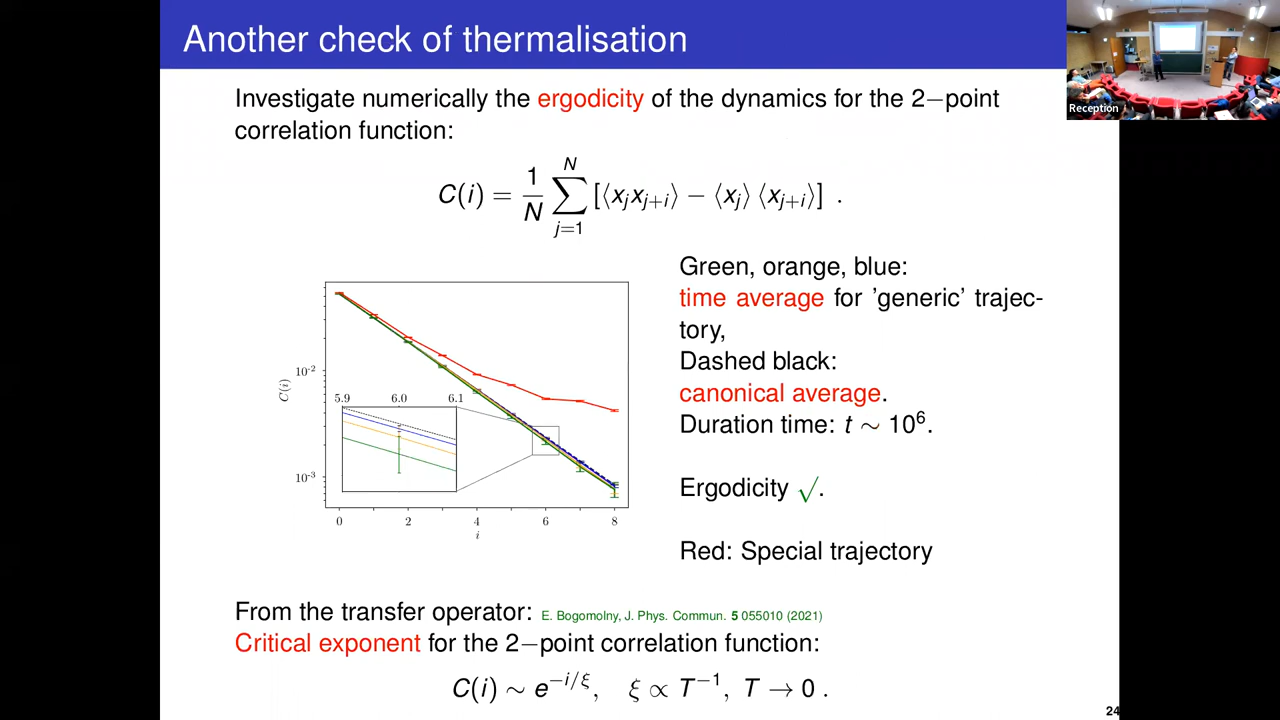 Another check of thermalisation
Investigate numerically the ergodicity of the dynamics for the 2−point
correlation function:
C(i) = \frac{1}{N} \sum_{j=1}^{N} [⟨x_j x_{j+i}⟩ − ⟨x_j⟩ ⟨x_{j+i}⟩] .
Green, orange, blue:
time average for 'generic' trajec-
tory,
Dashed black:
canonical average.
Duration time: t ∼ 10^6.
Ergodicity √.
Red: Special trajectory
C(i)
10^{-2}
10^{-3}
5.9 6.0 6.1
0 2 4 6 8
i
From the transfer operator: E. Bogomolny, J. Phys. Commun. 5 055010 (2021)
Critical exponent for the 2−point correlation function:
C(i) ∼ e^{−i/ξ}, ξ ∝ T^{−1}, T → 0 .
24
Reception